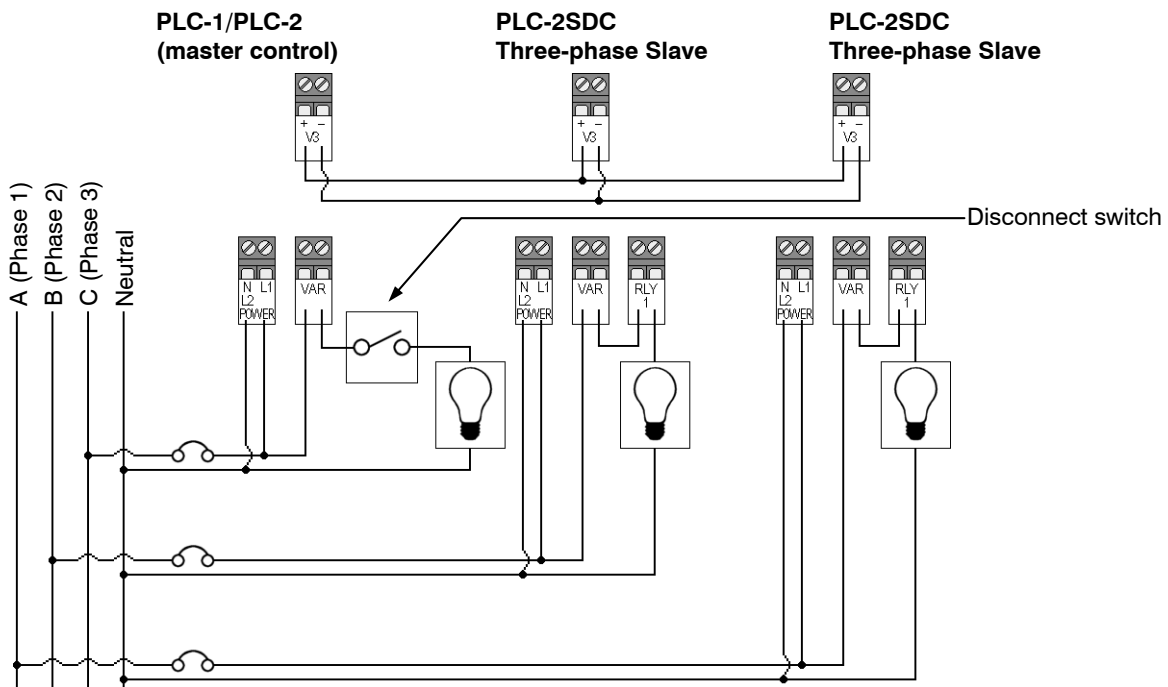 PLC-1/PLC-2
(master control)
PLC-2SDC
Three-phase Slave
PLC-2SDC
Three-phase Slave
+ −
V3
+ −
V3
+ −
V3
A (Phase 1)
B (Phase 2)
C (Phase 3)
Neutral
Disconnect switch
N L1
L2
POWER
VAR
N L1
L2
POWER
VAR
RLY
1
N L1
L2
POWER
VAR
RLY
1